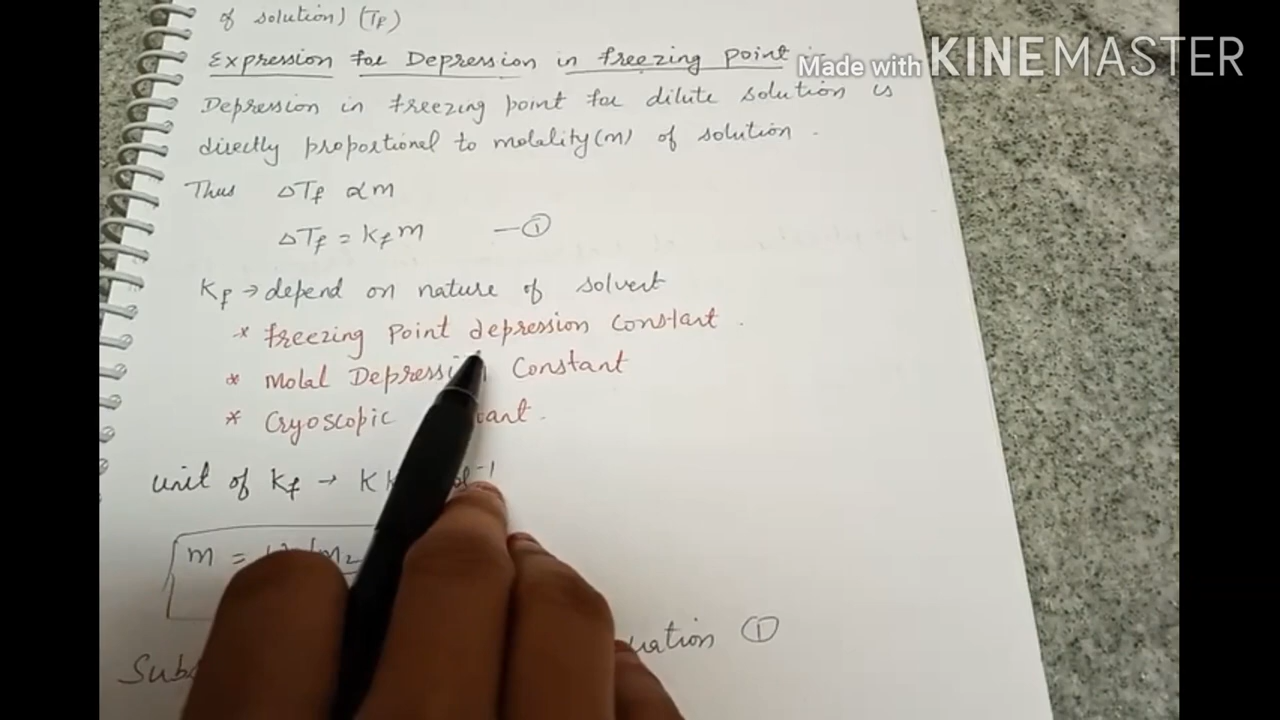 of solution) (Tf)
Expression for Depression in freezing point
Made with KINEMASTER
Depression in freezing point for dilute solution is
directly proportional to molality(m) of solution.
Thus ΔTf ∝ m
ΔTf = Kf m —①
Kf → depend on nature of solvent
* freezing point depression constant.
* Molal Depression Constant
* Cryoscopic
unit of Kf → K
m =
equation ①